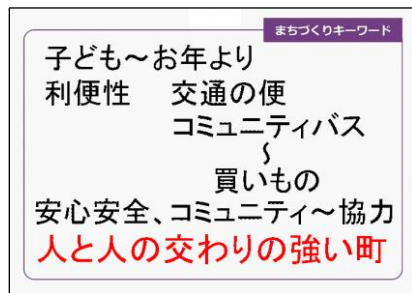 まちづくりキーワード
子ども～お年より
利便性 交通の便
コミュニティバス
～
買いもの
安心安全、コミュニティ～協力
人と人の交わりの強い町